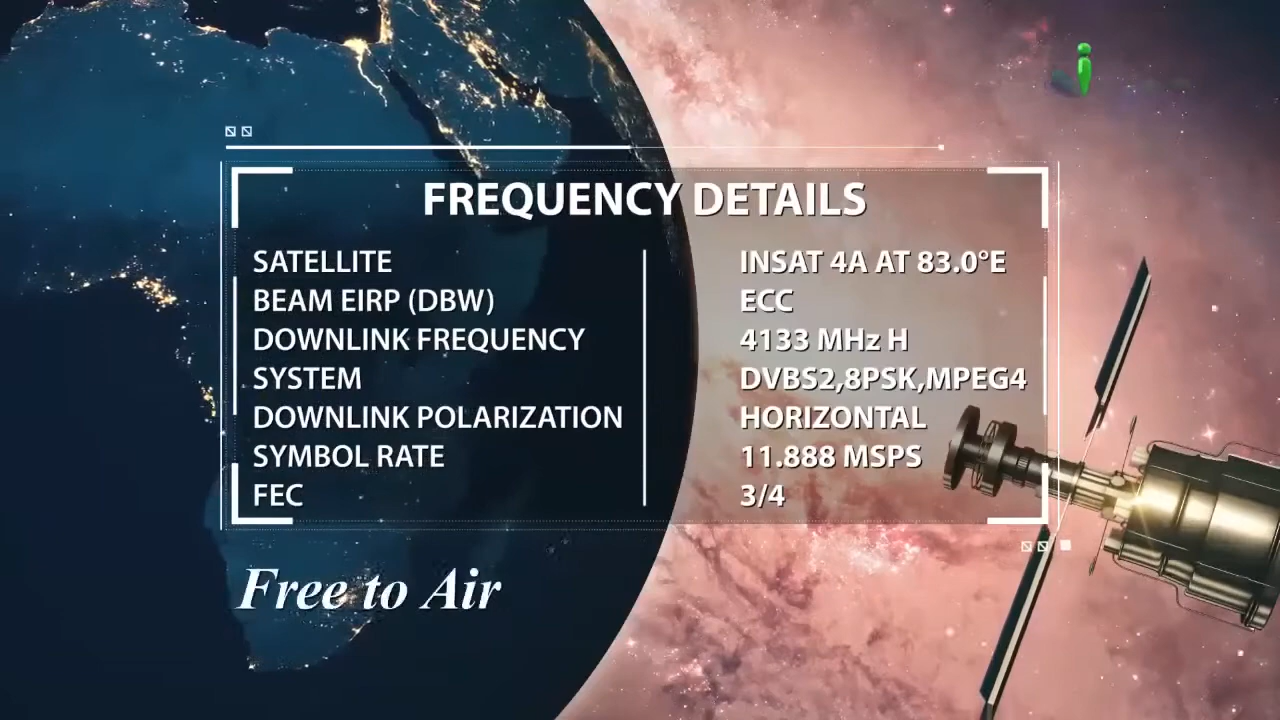 FREQUENCY DETAILS
SATELLITE INSAT 4A AT 83.0°E
BEAM EIRP (DBW) ECC
DOWNLINK FREQUENCY 4133 MHz H
SYSTEM DVBS2,8PSK,MPEG4
DOWNLINK POLARIZATION HORIZONTAL
SYMBOL RATE 11.888 MSPS
FEC 3/4
Free to Air